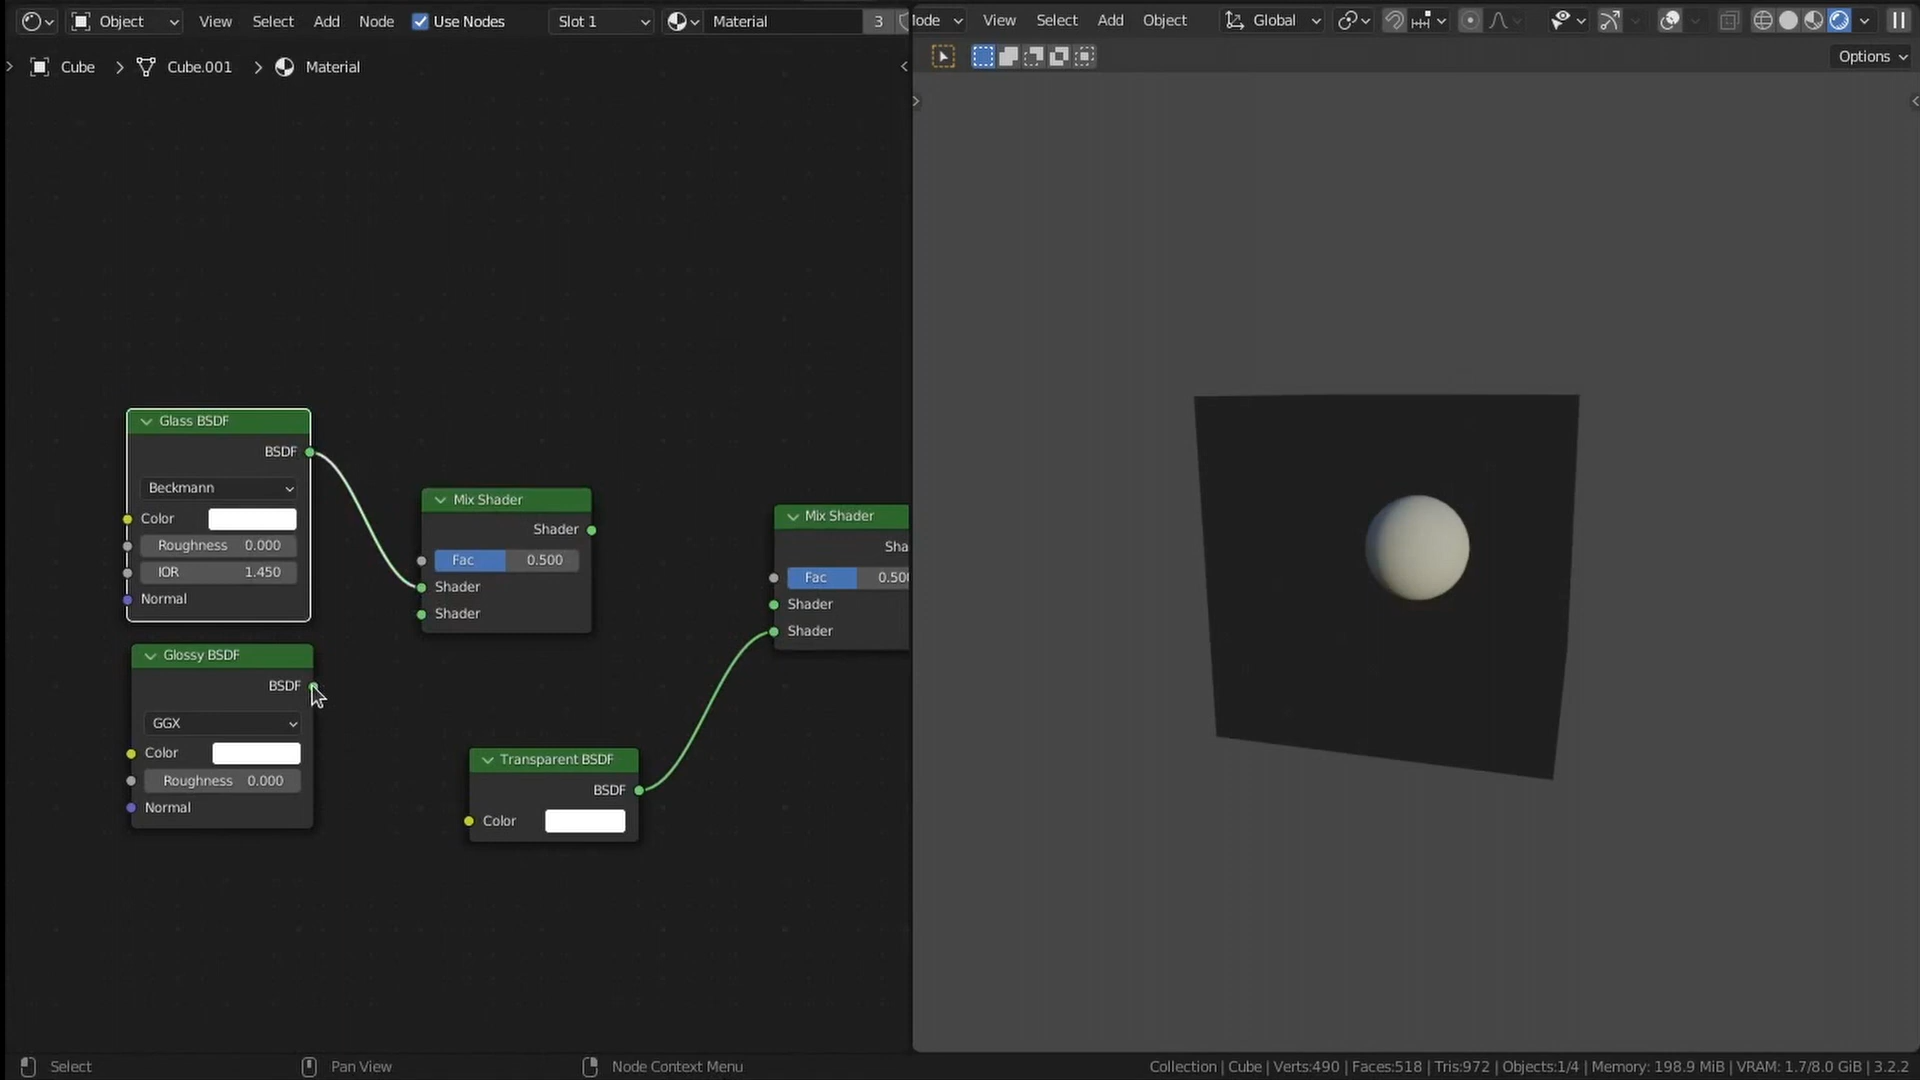 Object View Select Add Node Use Nodes Slot 1 Material 3
ode View Select Add Object Global
Options
Cube > Cube.001 > Material
Glass BSDF
BSDF
Beckmann
Color
Roughness 0.000
IOR 1.450
Normal
Mix Shader
Shader
Fac 0.500
Shader
Shader
Mix Shader
Sha
Fac 0.50
Shader
Shader
Glossy BSDF
BSDF
GGX
Color
Roughness 0.000
Normal
Transparent BSDF
BSDF
Color
Select Pan View Node Context Menu
Collection | Cube | Verts:490 | Faces:518 | Tris:972 | Objects:1/4 | Memory: 198.9 MiB | VRAM: 1.7/8.0 GiB | 3.2.2